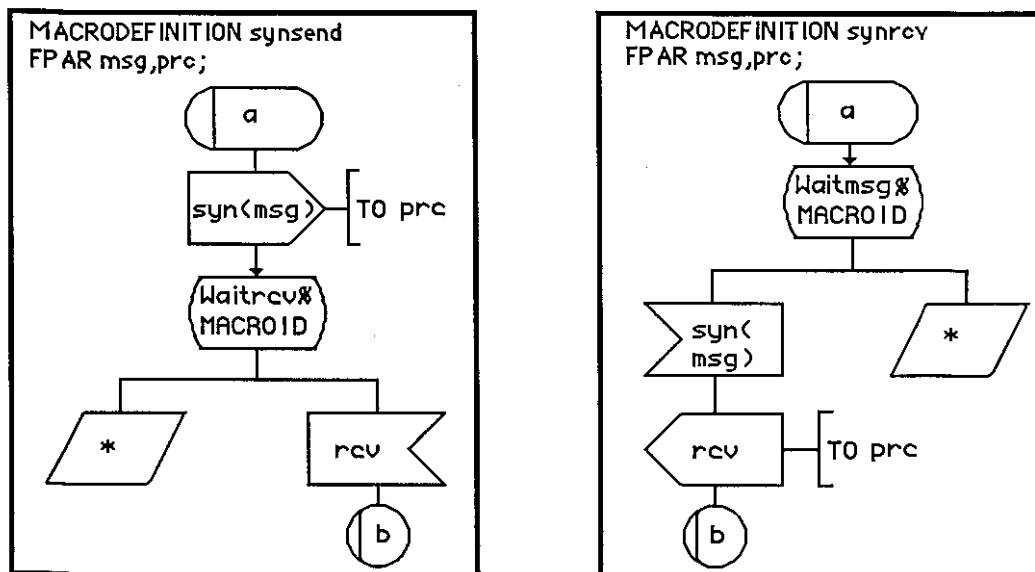 MACRODEFINITION synsend
FPAR msg,prc;
a
syn(msg)
TO prc
Waitrcv%
MACROID
*
rcv
b
MACRODEFINITION synrcv
FPAR msg,prc;
a
Waitmsg%
MACROID
syn(
msg)
*
rcv
TO prc
b